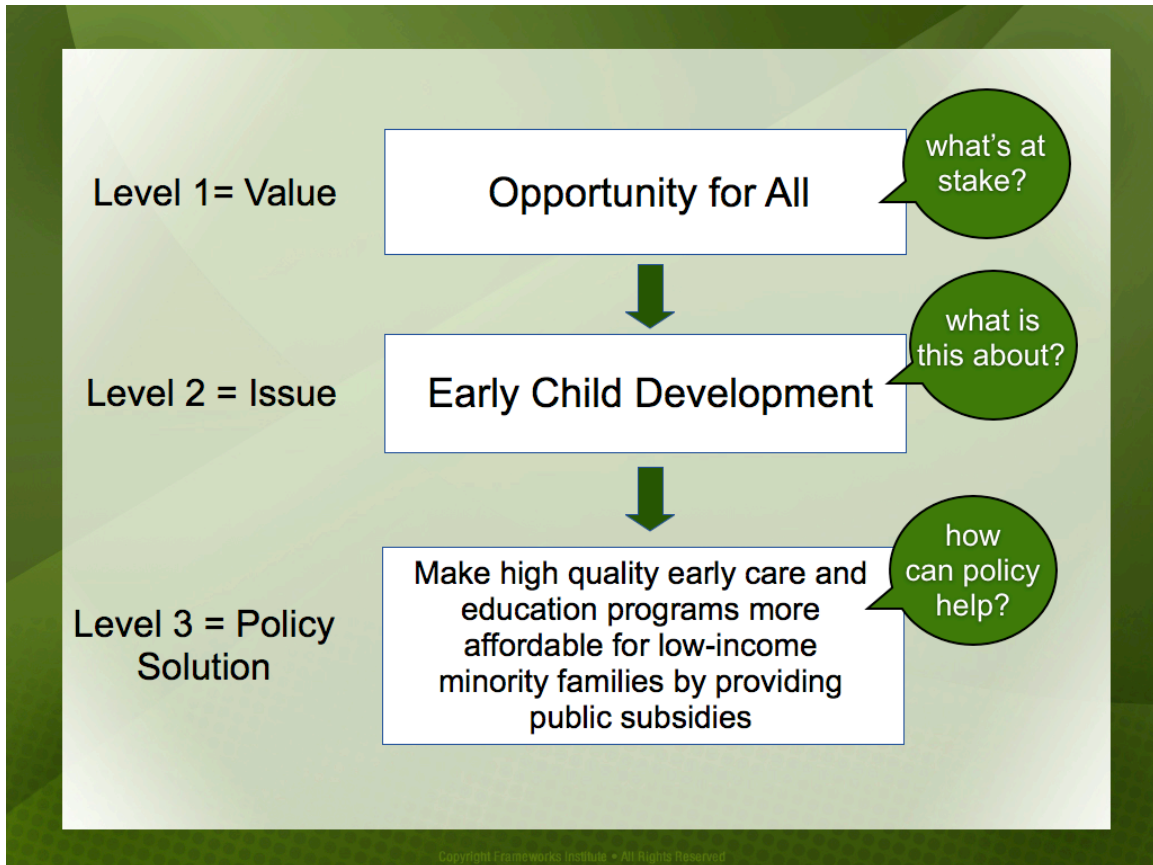 Level 1= Value
Opportunity for All
what's at
stake?
Level 2 = Issue
Early Child Development
what is
this about?
Level 3 = Policy
Solution
Make high quality early care and
education programs more
affordable for low-income
minority families by providing
public subsidies
how
can policy
help?
Copyright Frameworks Institute • All Rights Reserved